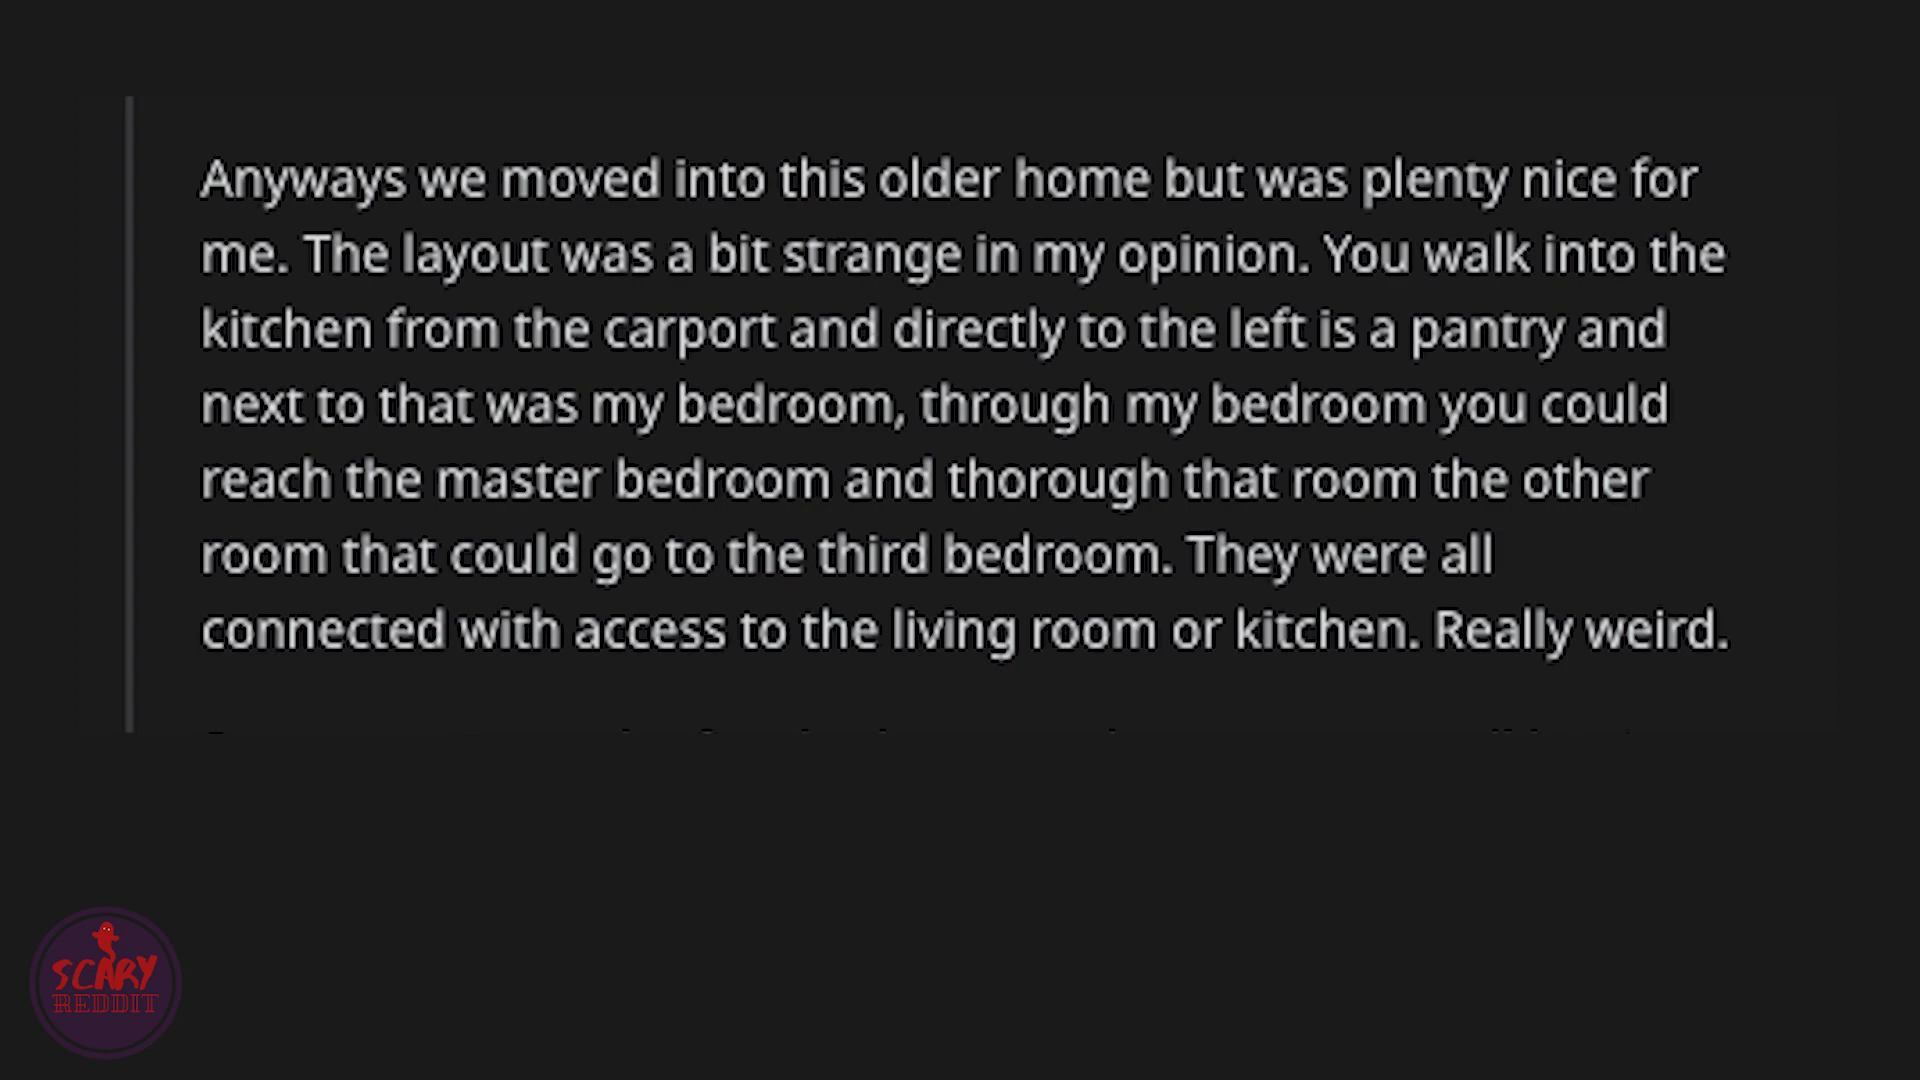 Anyways we moved into this older home but was plenty nice for
me. The layout was a bit strange in my opinion. You walk into the
kitchen from the carport and directly to the left is a pantry and
next to that was my bedroom, through my bedroom you could
reach the master bedroom and thorough that room the other
room that could go to the third bedroom. They were all
connected with access to the living room or kitchen. Really weird.
SCARY
REDDIT